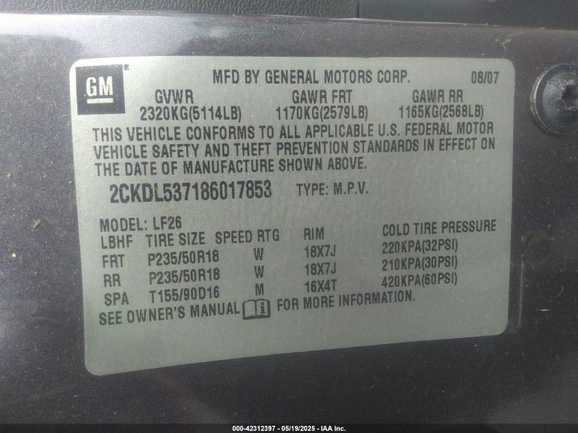 GM
MFD BY GENERAL MOTORS CORP. 08/07
GVWR GAWR FRT GAWR RR
2320KG(5114LB) 1170KG(2579LB) 1165KG(2568LB)
THIS VEHICLE CONFORMS TO ALL APPLICABLE U.S. FEDERAL MOTOR
VEHICLE SAFETY AND THEFT PREVENTION STANDARDS IN EFFECT ON
THE DATE OF MANUFACTURE SHOWN ABOVE.
2CKDL537186017853 TYPE: M.P.V.
MODEL: LF26
LBHF TIRE SIZE SPEED RTG RIM COLD TIRE PRESSURE
FRT P235/50R18 W 18X7J 220KPA(32PSI)
RR P235/50R18 W 18X7J 210KPA(30PSI)
SPA T155/90D16 M 16X4T 420KPA(60PSI)
SEE OWNER'S MANUAL FOR MORE INFORMATION.
000-42312397 - 05/19/2025 - IAA Inc.